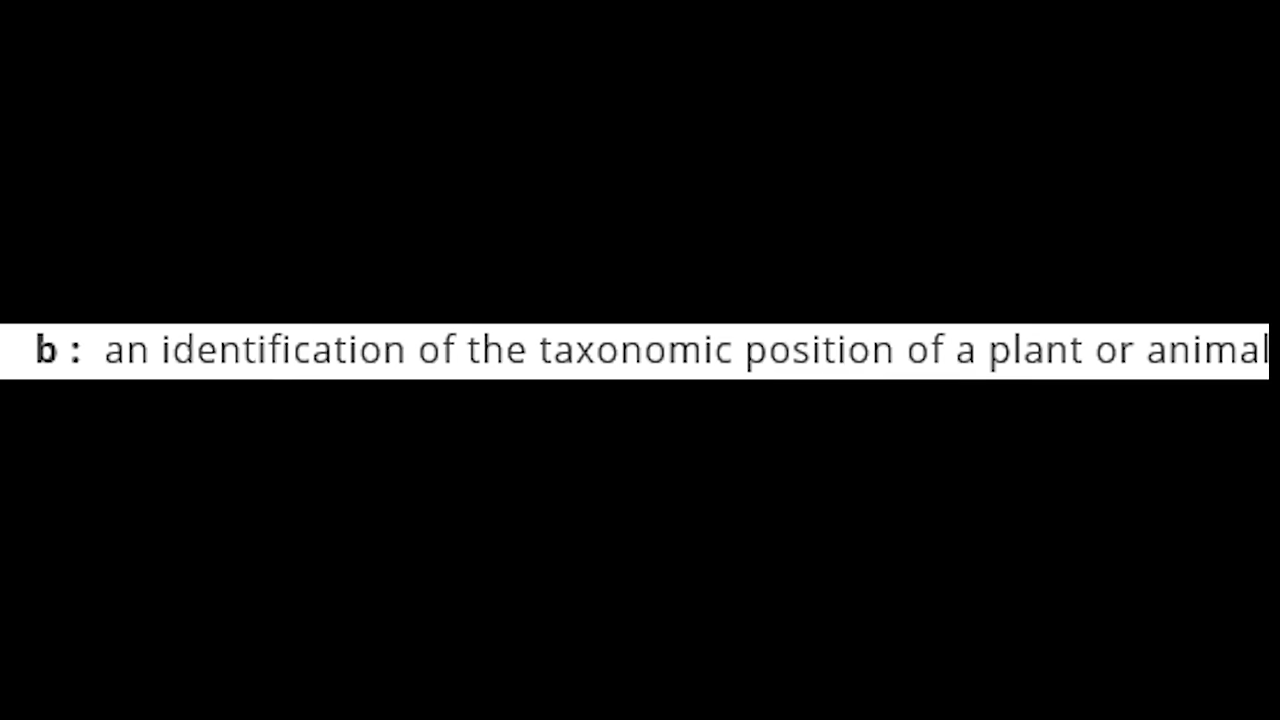 b : an identification of the taxonomic position of a plant or animal